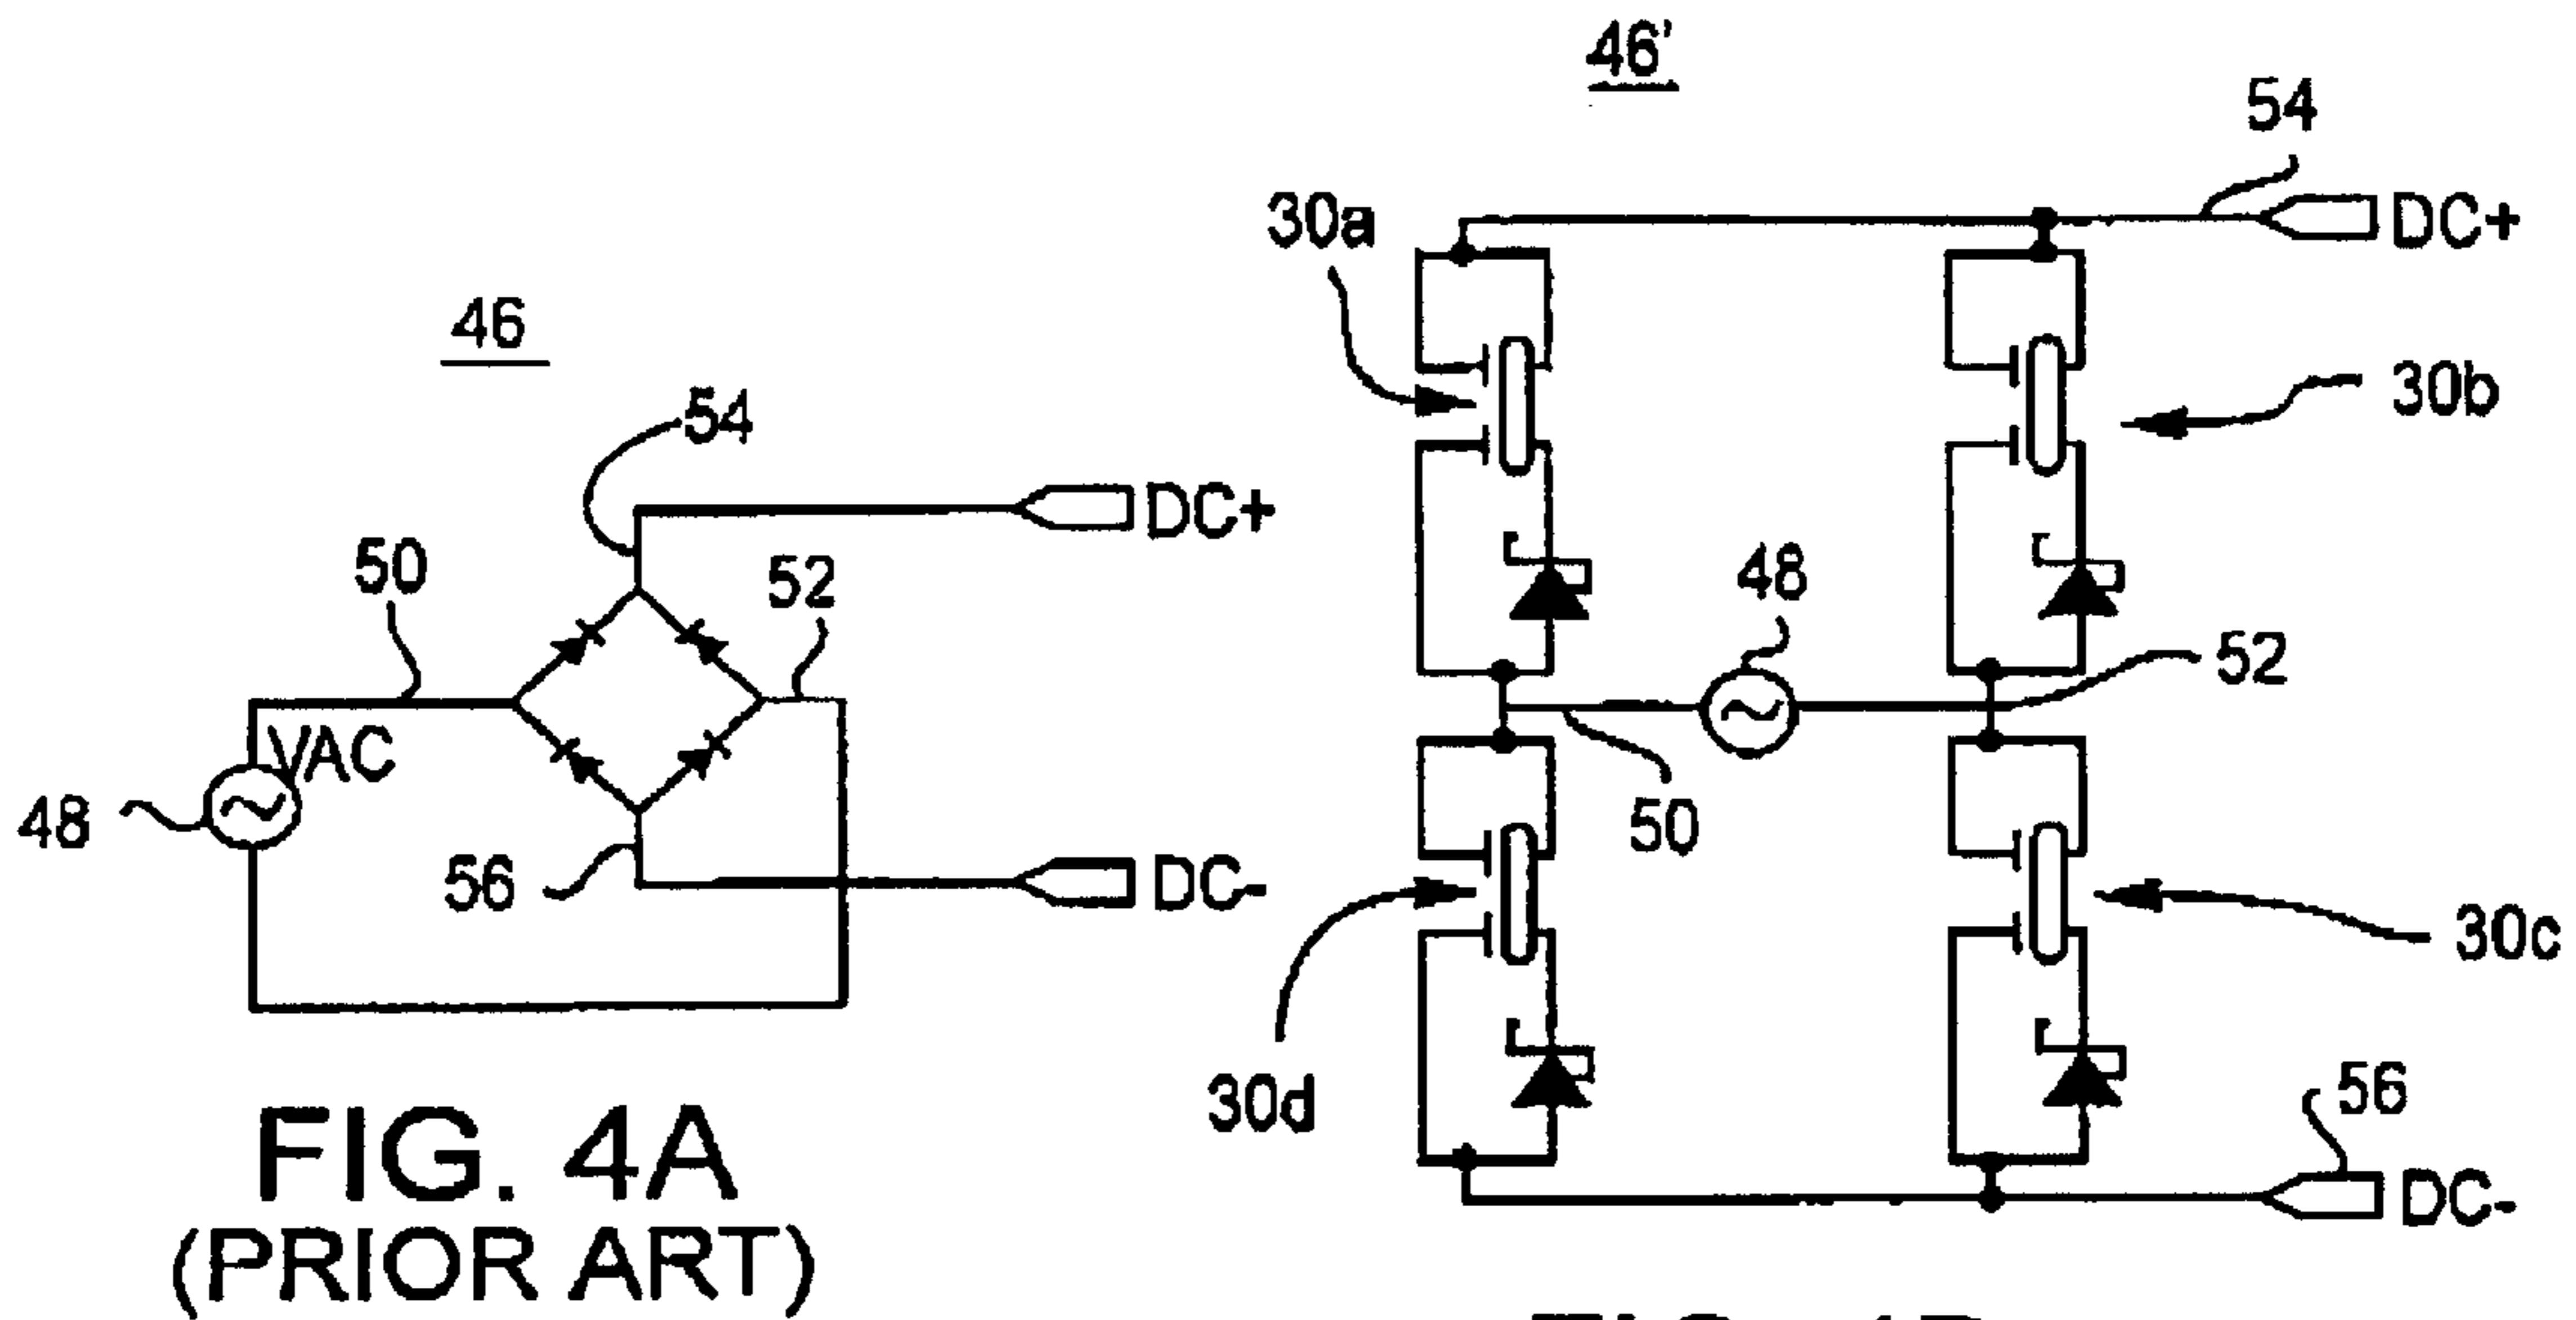 46
54
DC+
50
52
VAC
48
56
DC-
FIG. 4A
(PRIOR ART)
46'
54
DC+
30a
30b
48
52
50
30d
30c
56
DC-